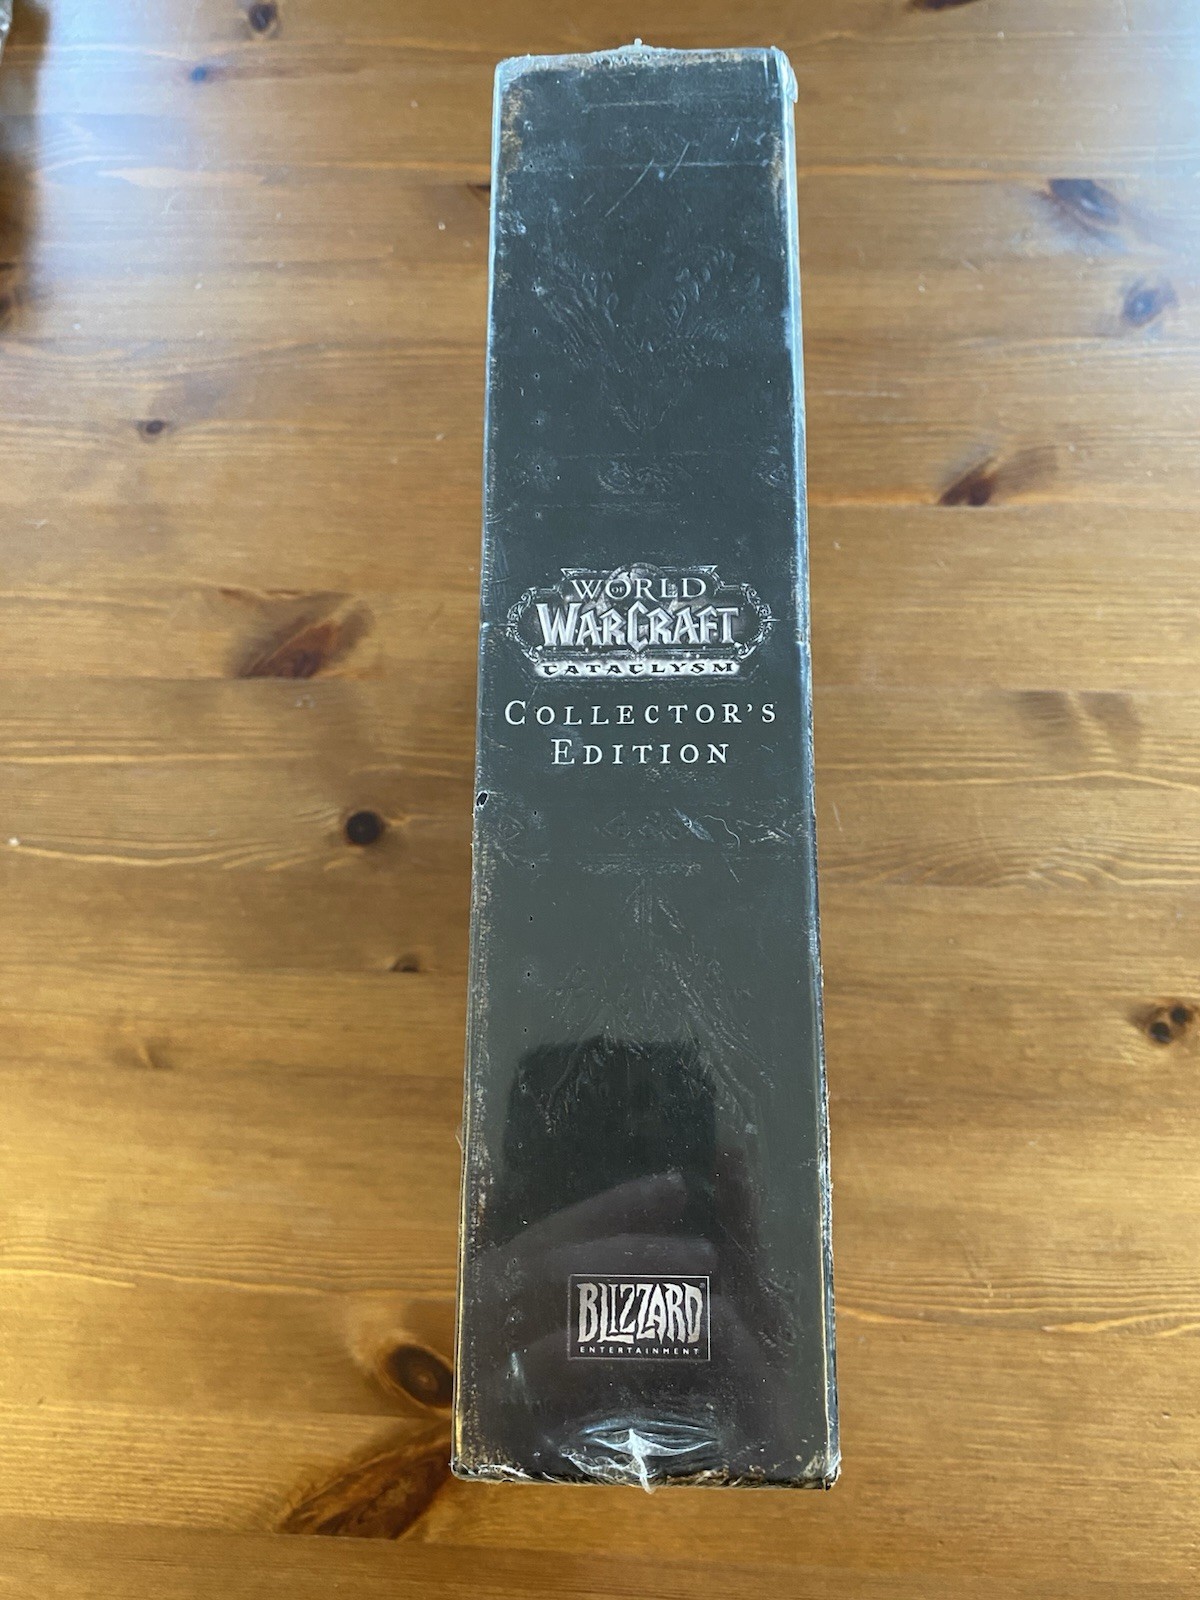 WORLD
OF
WARCRAFT
CATACLYSM
COLLECTOR'S
EDITION
BLIZZARD®
ENTERTAINMENT